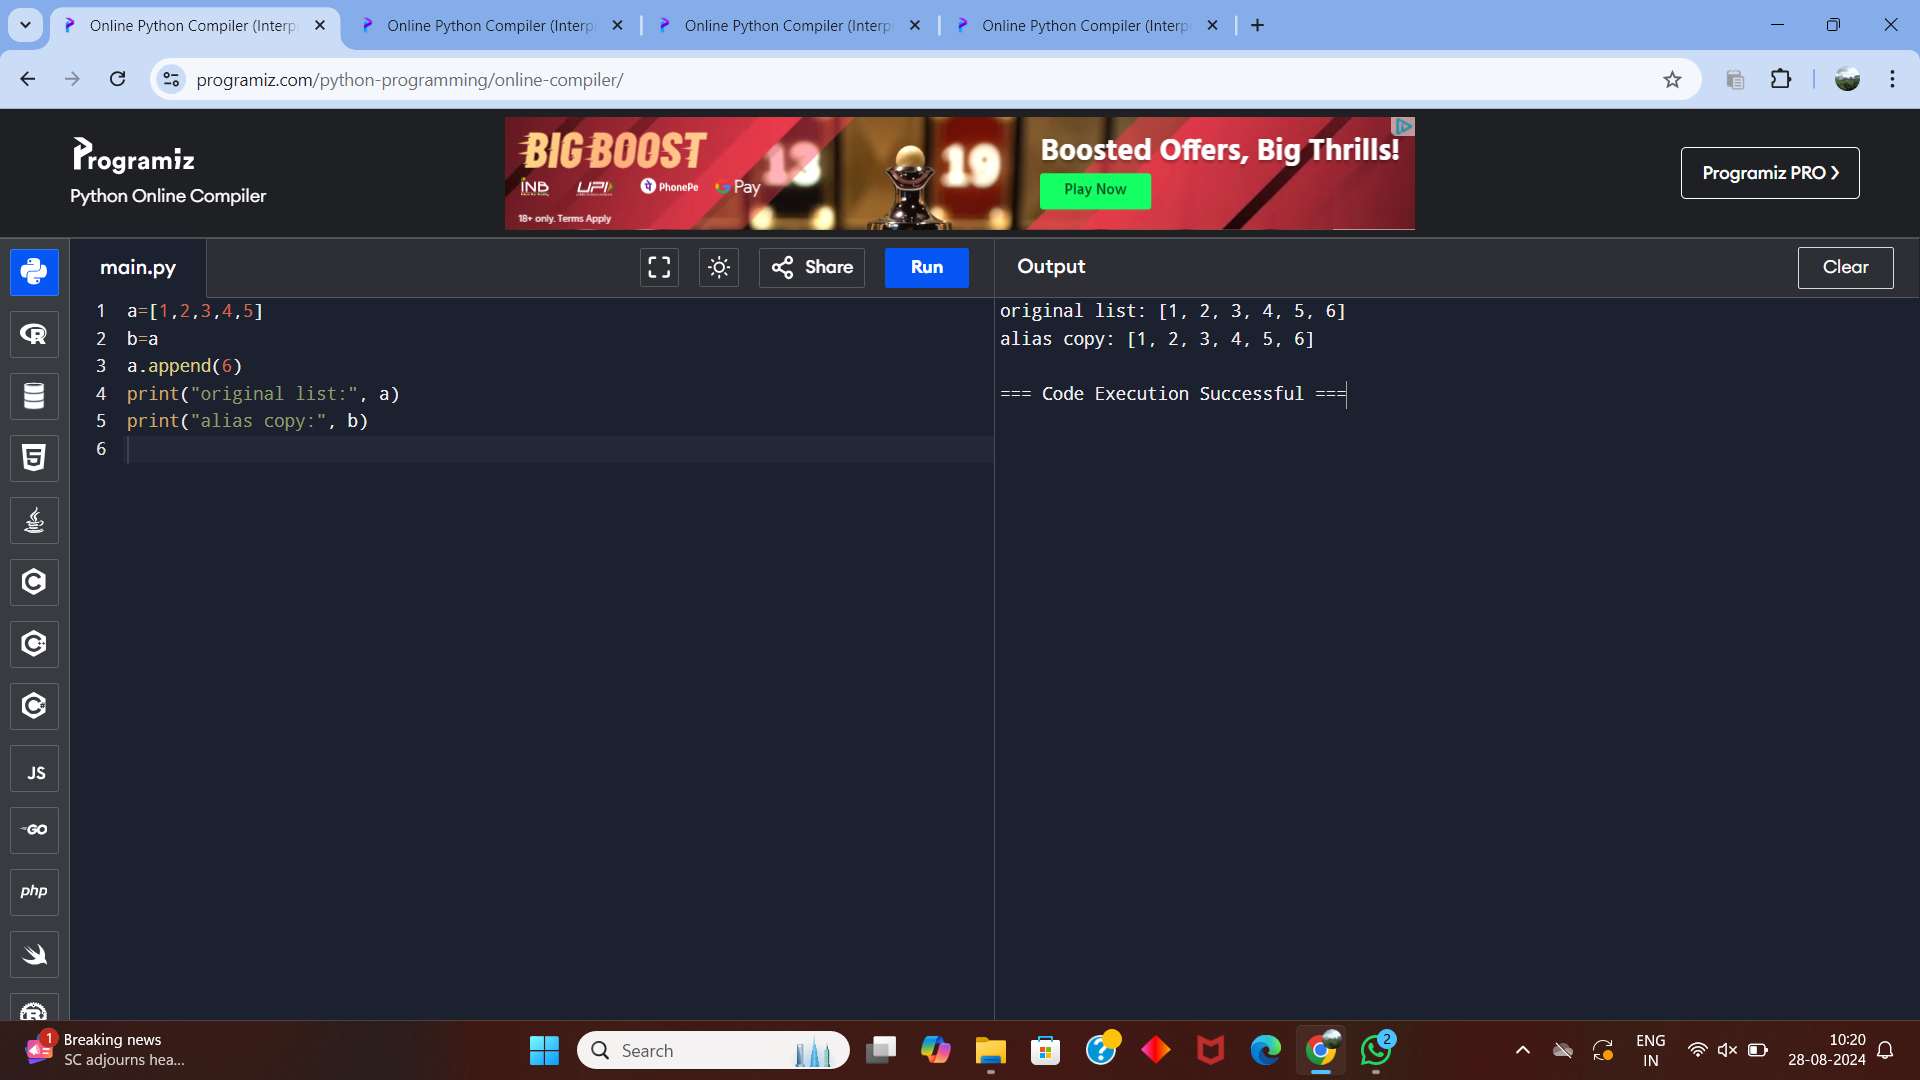 Online Python Compiler (Interp
Online Python Compiler (Interp
Online Python Compiler (Interp
Online Python Compiler (Interp
programiz.com/python-programming/online-compiler/
Programiz
Python Online Compiler
BIG BOOST
INB UPI PhonePe G Pay
18+ only. Terms Apply
13
19
Boosted Offers, Big Thrills!
Play Now
Programiz PRO
main.py
Share
Run
Output
Clear
1 a=[1,2,3,4,5]
2 b=a
3 a.append(6)
4 print("original list:", a)
5 print("alias copy:", b)
6
original list: [1, 2, 3, 4, 5, 6]
alias copy: [1, 2, 3, 4, 5, 6]
=== Code Execution Successful ===
R
5
C
C
C
JS
GO
php
R
1
Breaking news
SC adjourns hea...
Search
2
ENG
IN
10:20
28-08-2024